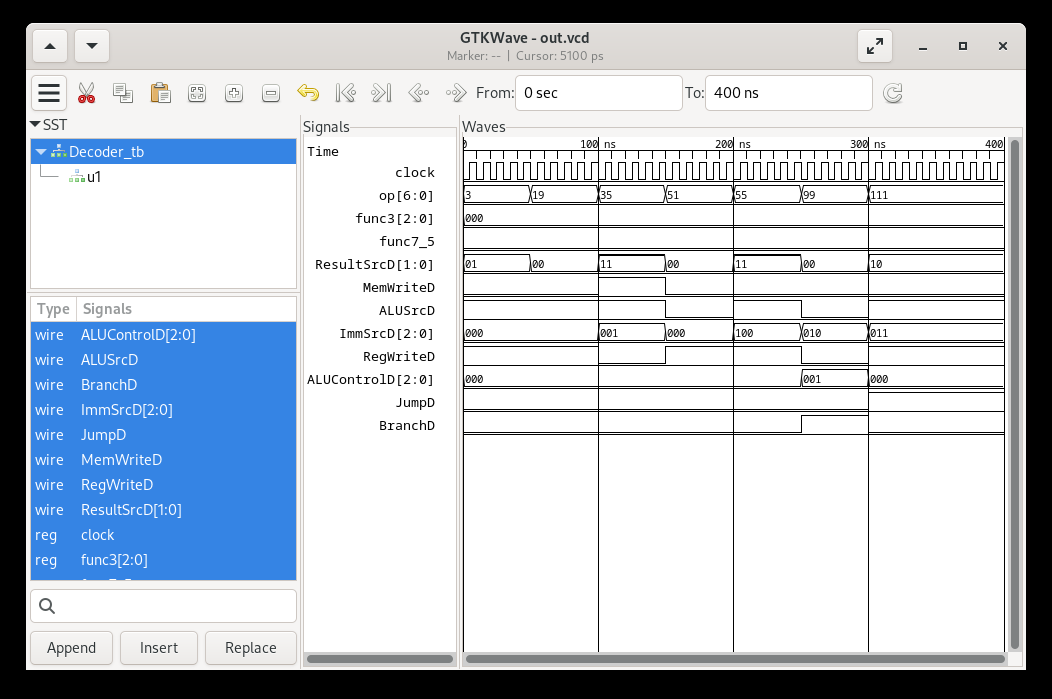 GTKWave - out.vcd
Marker: -- | Cursor: 5100 ps
From: 0 sec To: 400 ns
SST
Decoder_tb
u1
Type Signals
wire ALUControlD[2:0]
wire ALUSrcD
wire BranchD
wire ImmSrcD[2:0]
wire JumpD
wire MemWriteD
wire RegWriteD
wire ResultSrcD[1:0]
reg clock
reg func3[2:0]
Append Insert Replace
Signals
Waves
Time 0 100 ns 200 ns 300 ns 400
clock
op[6:0] 3 19 35 51 55 99 111
func3[2:0] 000
func7_5
ResultSrcD[1:0] 01 00 11 00 11 00 10
MemWriteD
ALUSrcD
ImmSrcD[2:0] 000 001 000 100 010 011
RegWriteD
ALUControlD[2:0] 000 001 000
JumpD
BranchD